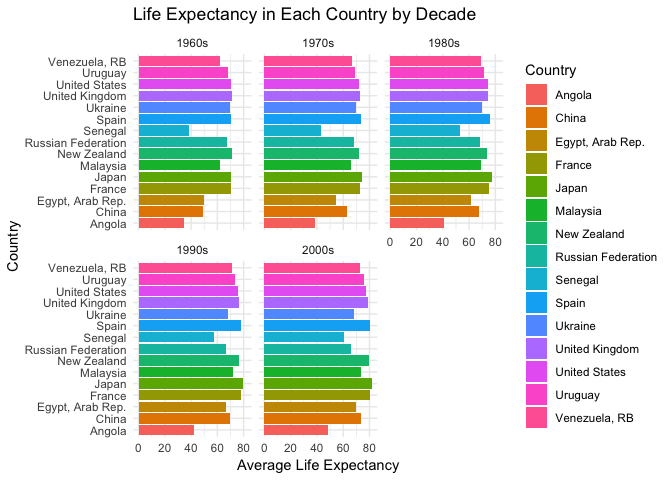 Life Expectancy in Each Country by Decade
1960s
1970s
1980s
Venezuela, RB
Uruguay
United States
United Kingdom
Ukraine
Spain
Senegal
Russian Federation
New Zealand
Malaysia
Japan
France
Egypt, Arab Rep.
China
Angola
0 20 40 60 80
1990s
2000s
Venezuela, RB
Uruguay
United States
United Kingdom
Ukraine
Spain
Senegal
Russian Federation
New Zealand
Malaysia
Japan
France
Egypt, Arab Rep.
China
Angola
0 20 40 60 80
0 20 40 60 80
Average Life Expectancy
Country
Country
Angola
China
Egypt, Arab Rep.
France
Japan
Malaysia
New Zealand
Russian Federation
Senegal
Spain
Ukraine
United Kingdom
United States
Uruguay
Venezuela, RB